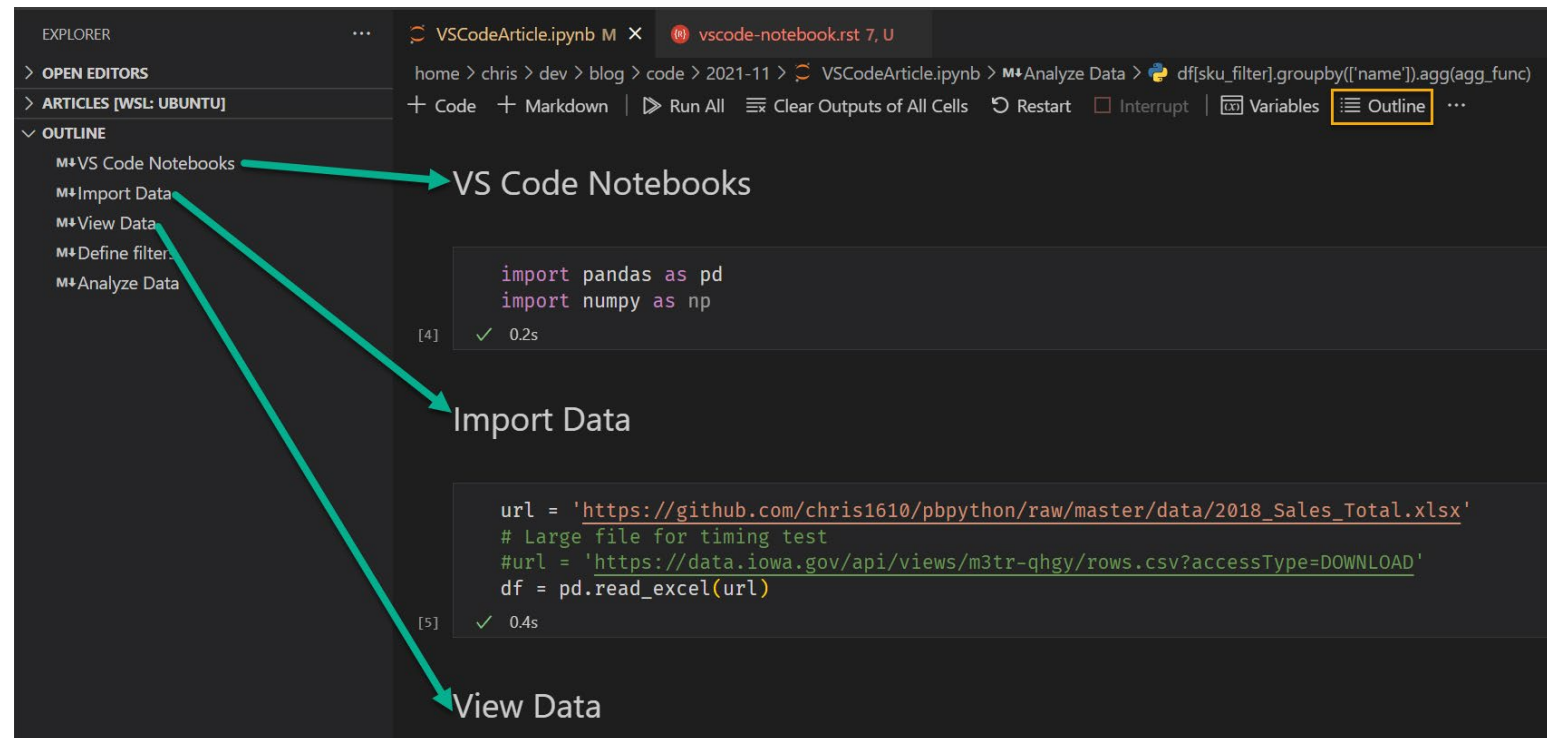 EXPLORER ···
VSCodeArticle.ipynb M ×
vscode-notebook.rst 7, U
> OPEN EDITORS
> ARTICLES [WSL: UBUNTU]
OUTLINE
M↓VS Code Notebooks
M↓Import Data
M↓View Data
M↓Define filters
M↓Analyze Data
home > chris > dev > blog > code > 2021-11 > VSCodeArticle.ipynb > M↓Analyze Data > df[sku_filter].groupby(['name']).agg(agg_func)
+ Code + Markdown | Run All Clear Outputs of All Cells Restart Interrupt | Variables Outline ···
VS Code Notebooks
import pandas as pd
import numpy as np
[4] ✓ 0.2s
Import Data
url = 'https://github.com/chris1610/pbpython/raw/master/data/2018_Sales_Total.xlsx'
# Large file for timing test
#url = 'https://data.iowa.gov/api/views/m3tr-qhgy/rows.csv?accessType=DOWNLOAD'
df = pd.read_excel(url)
[5] ✓ 0.4s
View Data